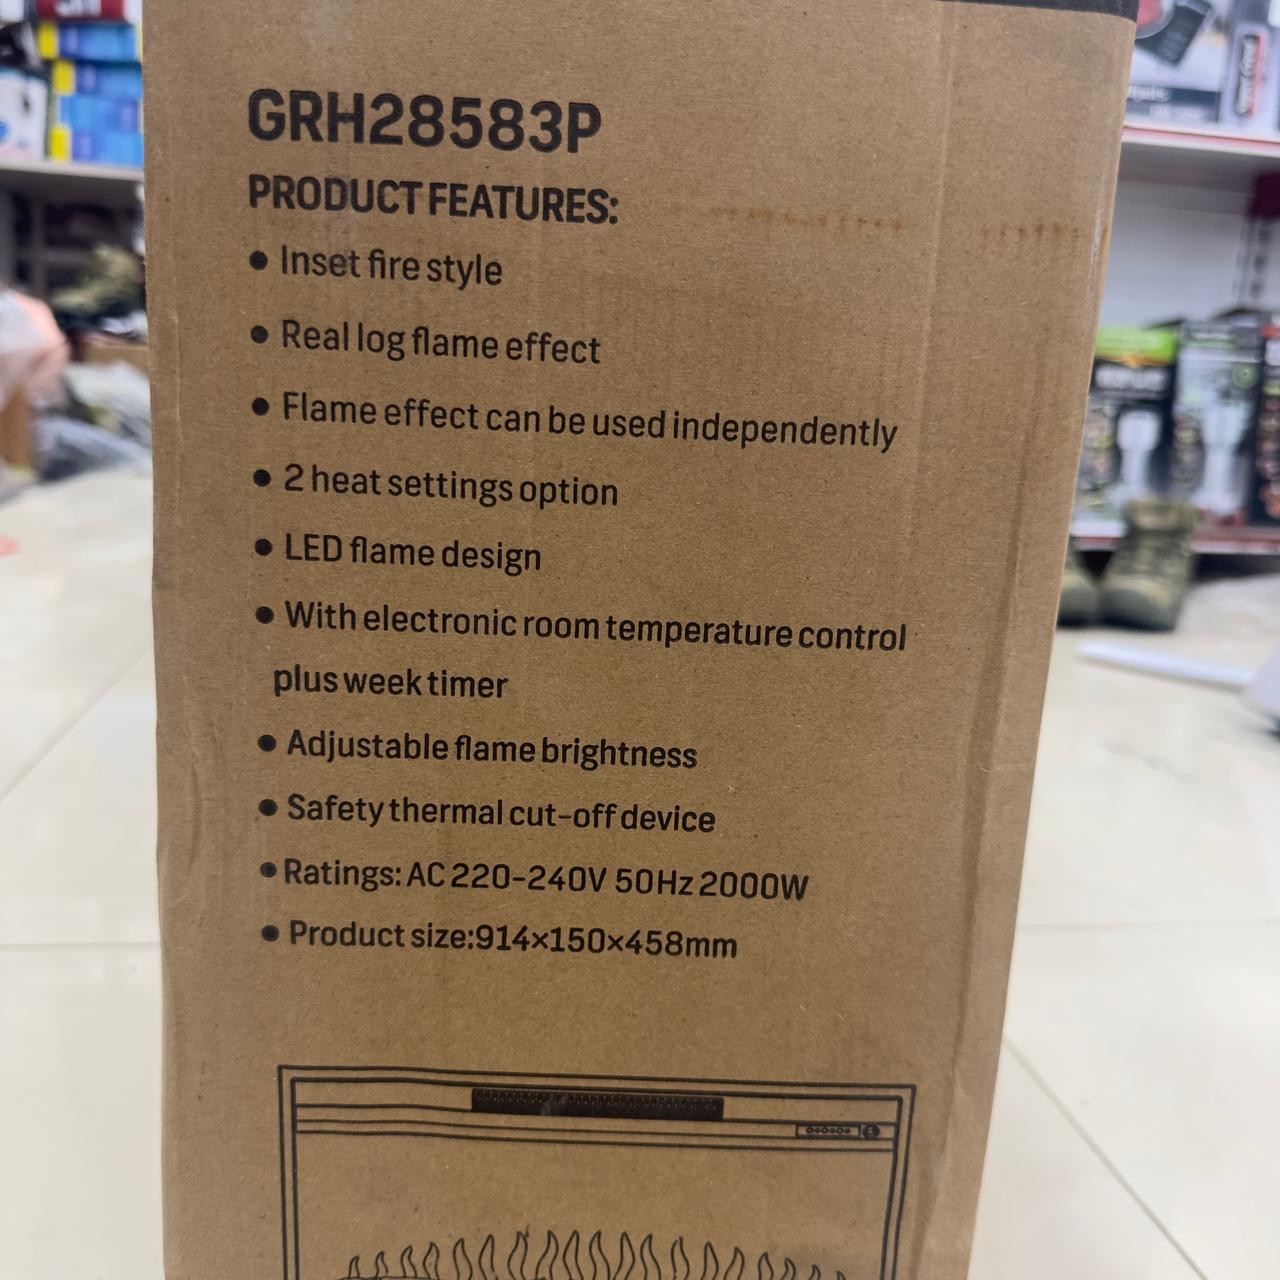 GRH28583P
PRODUCT FEATURES:
● Inset fire style
● Real log flame effect
● Flame effect can be used independently
● 2 heat settings option
● LED flame design
● With electronic room temperature control
plus week timer
● Adjustable flame brightness
● Safety thermal cut-off device
● Ratings: AC 220-240V 50Hz 2000W
● Product size:914×150×458mm